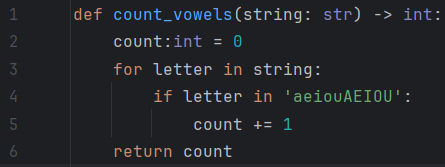 1 def count_vowels(string: str) -> int:
2     count:int = 0
3     for letter in string:
4         if letter in 'aeiouAEIOU':
5             count += 1
6     return count